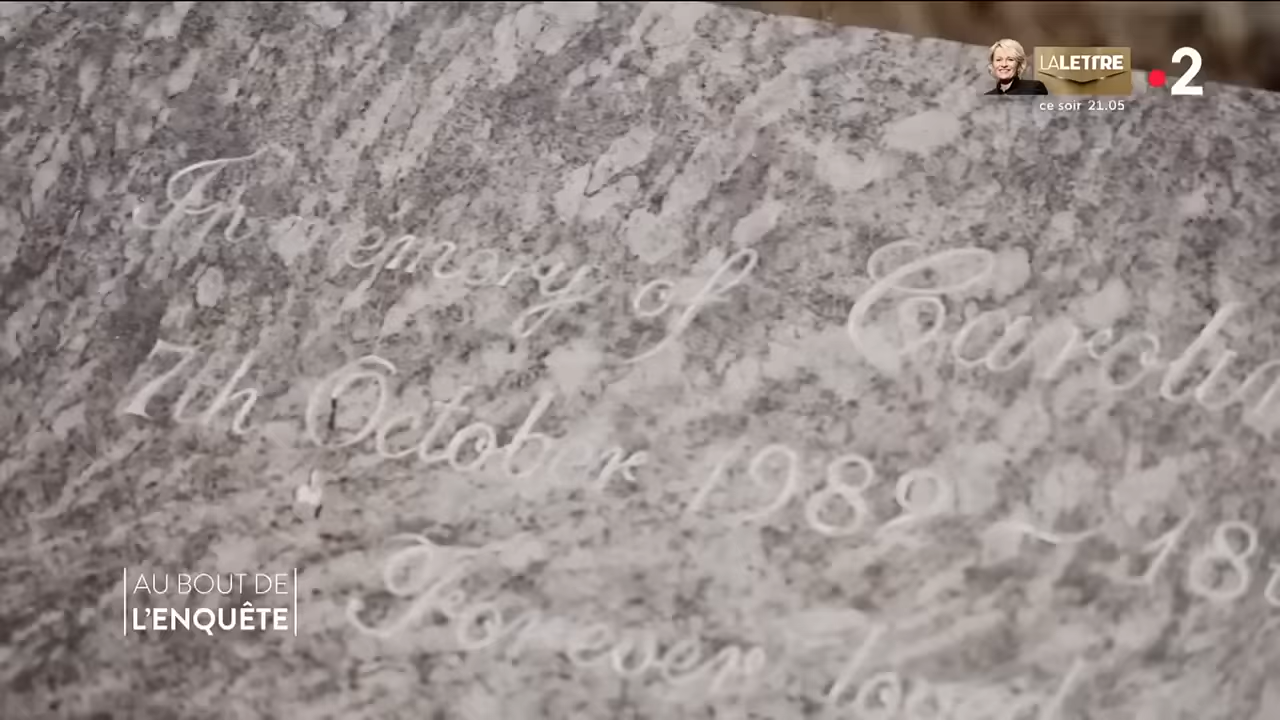 LALETTRE
2
ce soir 21.05
In memory of Carolin
7th October 1982 ~ 18
Forever loved
AU BOUT DE
L'ENQUÊTE